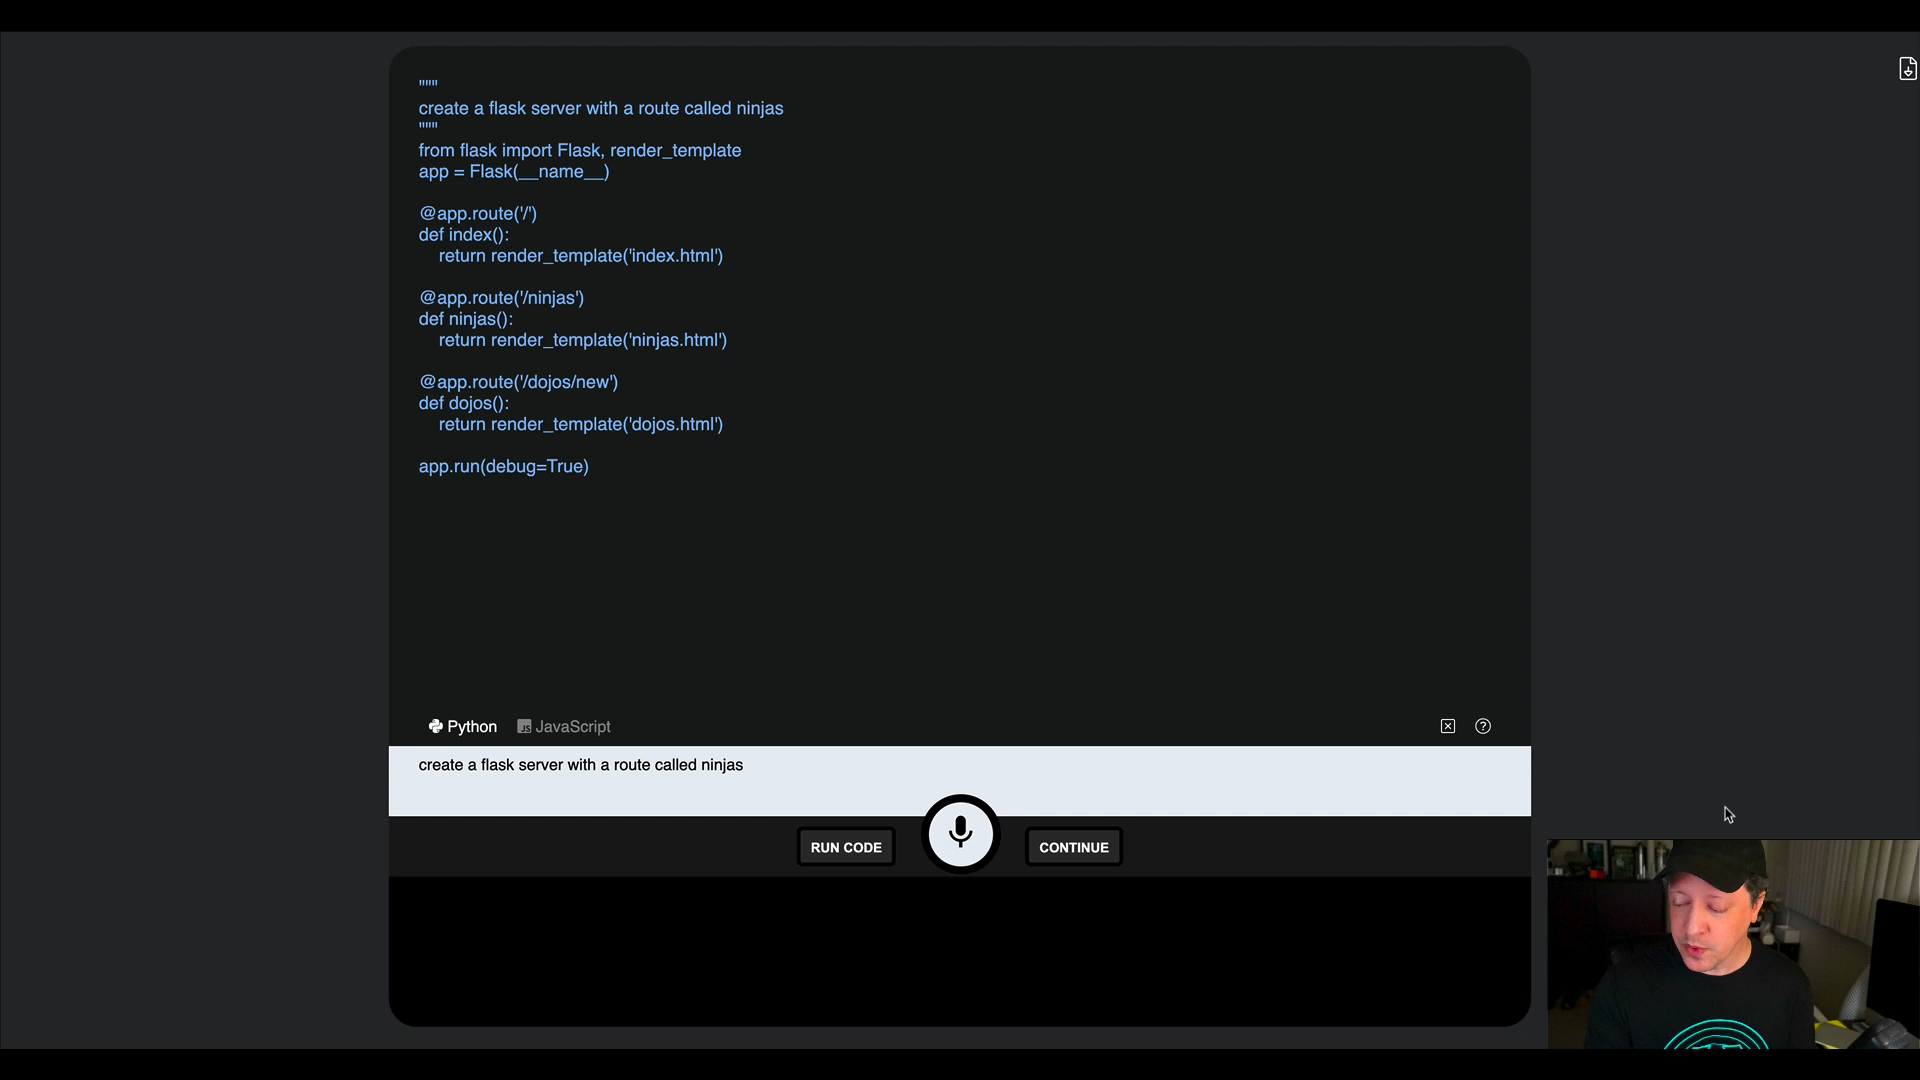 """
create a flask server with a route called ninjas
"""
from flask import Flask, render_template
app = Flask(__name__)

@app.route('/')
def index():
    return render_template('index.html')

@app.route('/ninjas')
def ninjas():
    return render_template('ninjas.html')

@app.route('/dojos/new')
def dojos():
    return render_template('dojos.html')

app.run(debug=True)
Python JS JavaScript
create a flask server with a route called ninjas
RUN CODE CONTINUE